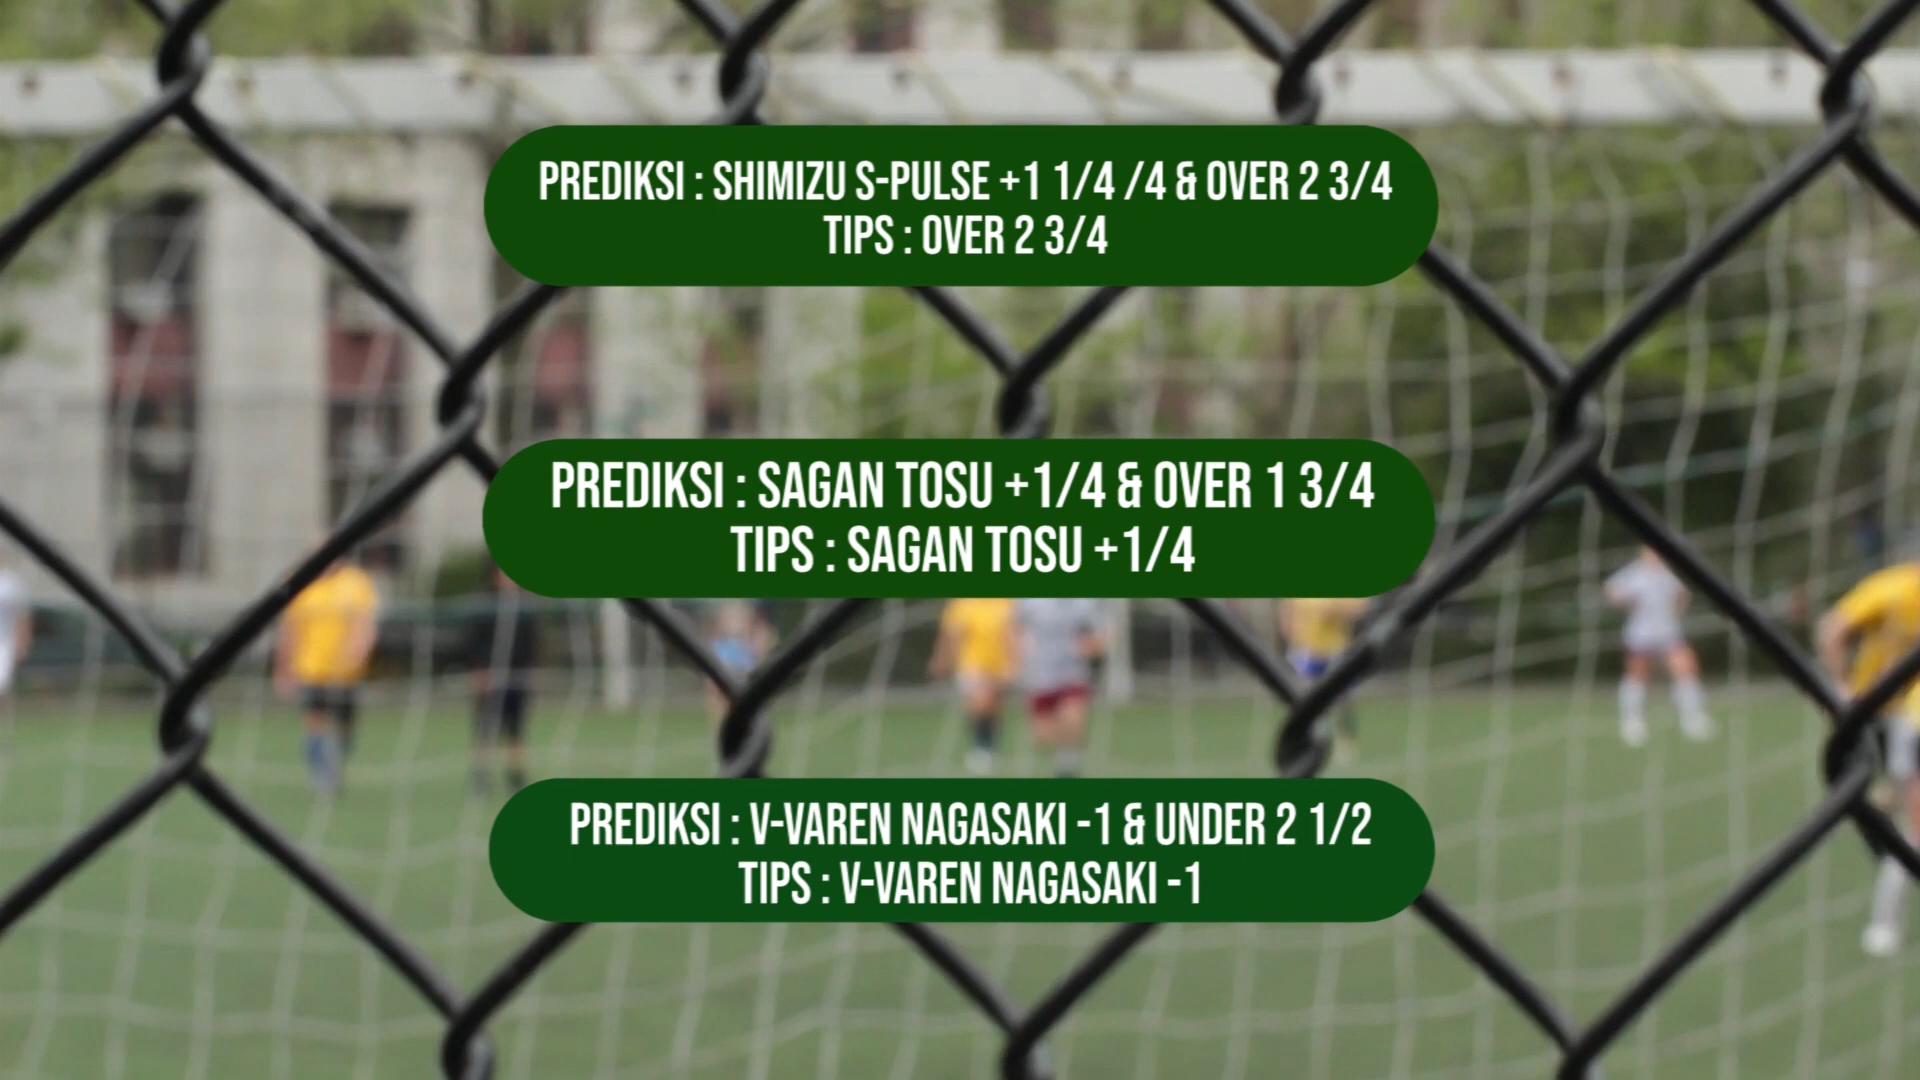 PREDIKSI : SHIMIZU S-PULSE +1 1/4 /4 & OVER 2 3/4
TIPS : OVER 2 3/4
PREDIKSI : SAGAN TOSU +1/4 & OVER 1 3/4
TIPS : SAGAN TOSU +1/4
PREDIKSI : V-VAREN NAGASAKI -1 & UNDER 2 1/2
TIPS : V-VAREN NAGASAKI -1